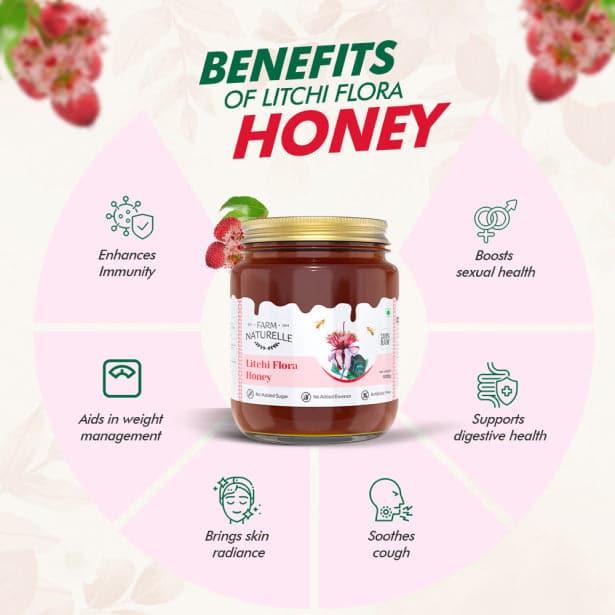 BENEFITS
OF LITCHI FLORA
HONEY
Enhances
Immunity
Boosts
sexual health
FARM
NATURELLE
Litchi Flora
Honey
No Added Sugar
No Added Essence
Aids in weight
management
Supports
digestive health
Brings skin
radiance
Soothes
cough